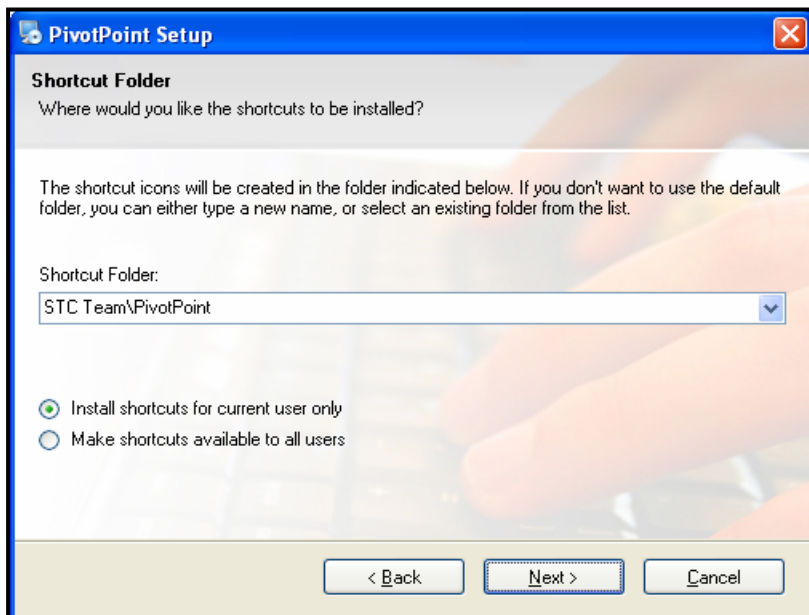 PivotPoint Setup
Shortcut Folder
Where would you like the shortcuts to be installed?
The shortcut icons will be created in the folder indicated below. If you don't want to use the default
folder, you can either type a new name, or select an existing folder from the list.
Shortcut Folder:
STC Team\PivotPoint
Install shortcuts for current user only
Make shortcuts available to all users
< Back Next > Cancel